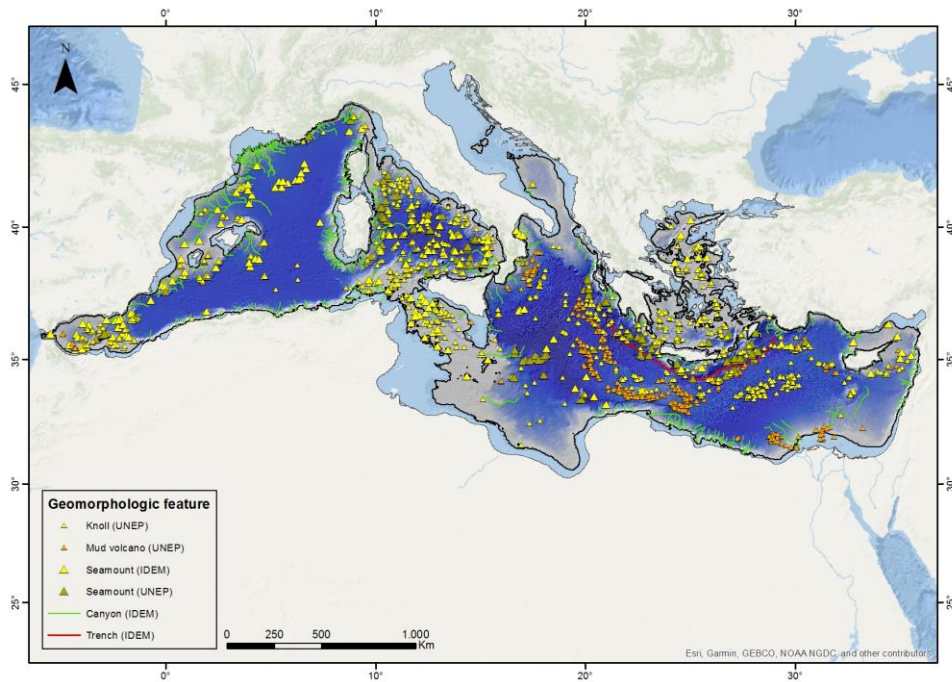 0° 10° 20° 30°
N
45° 45°
40° 40°
35° 35°
30° 30°
25° 25°
Geomorphologic feature
Knoll (UNEP)
Mud volcano (UNEP)
Seamount (IDEM)
Seamount (UNEP)
Canyon (IDEM)
Trench (IDEM)
0 250 500 1.000
Km
Esri, Garmin, GEBCO, NOAA NGDC, and other contributors
0° 10° 20° 30°